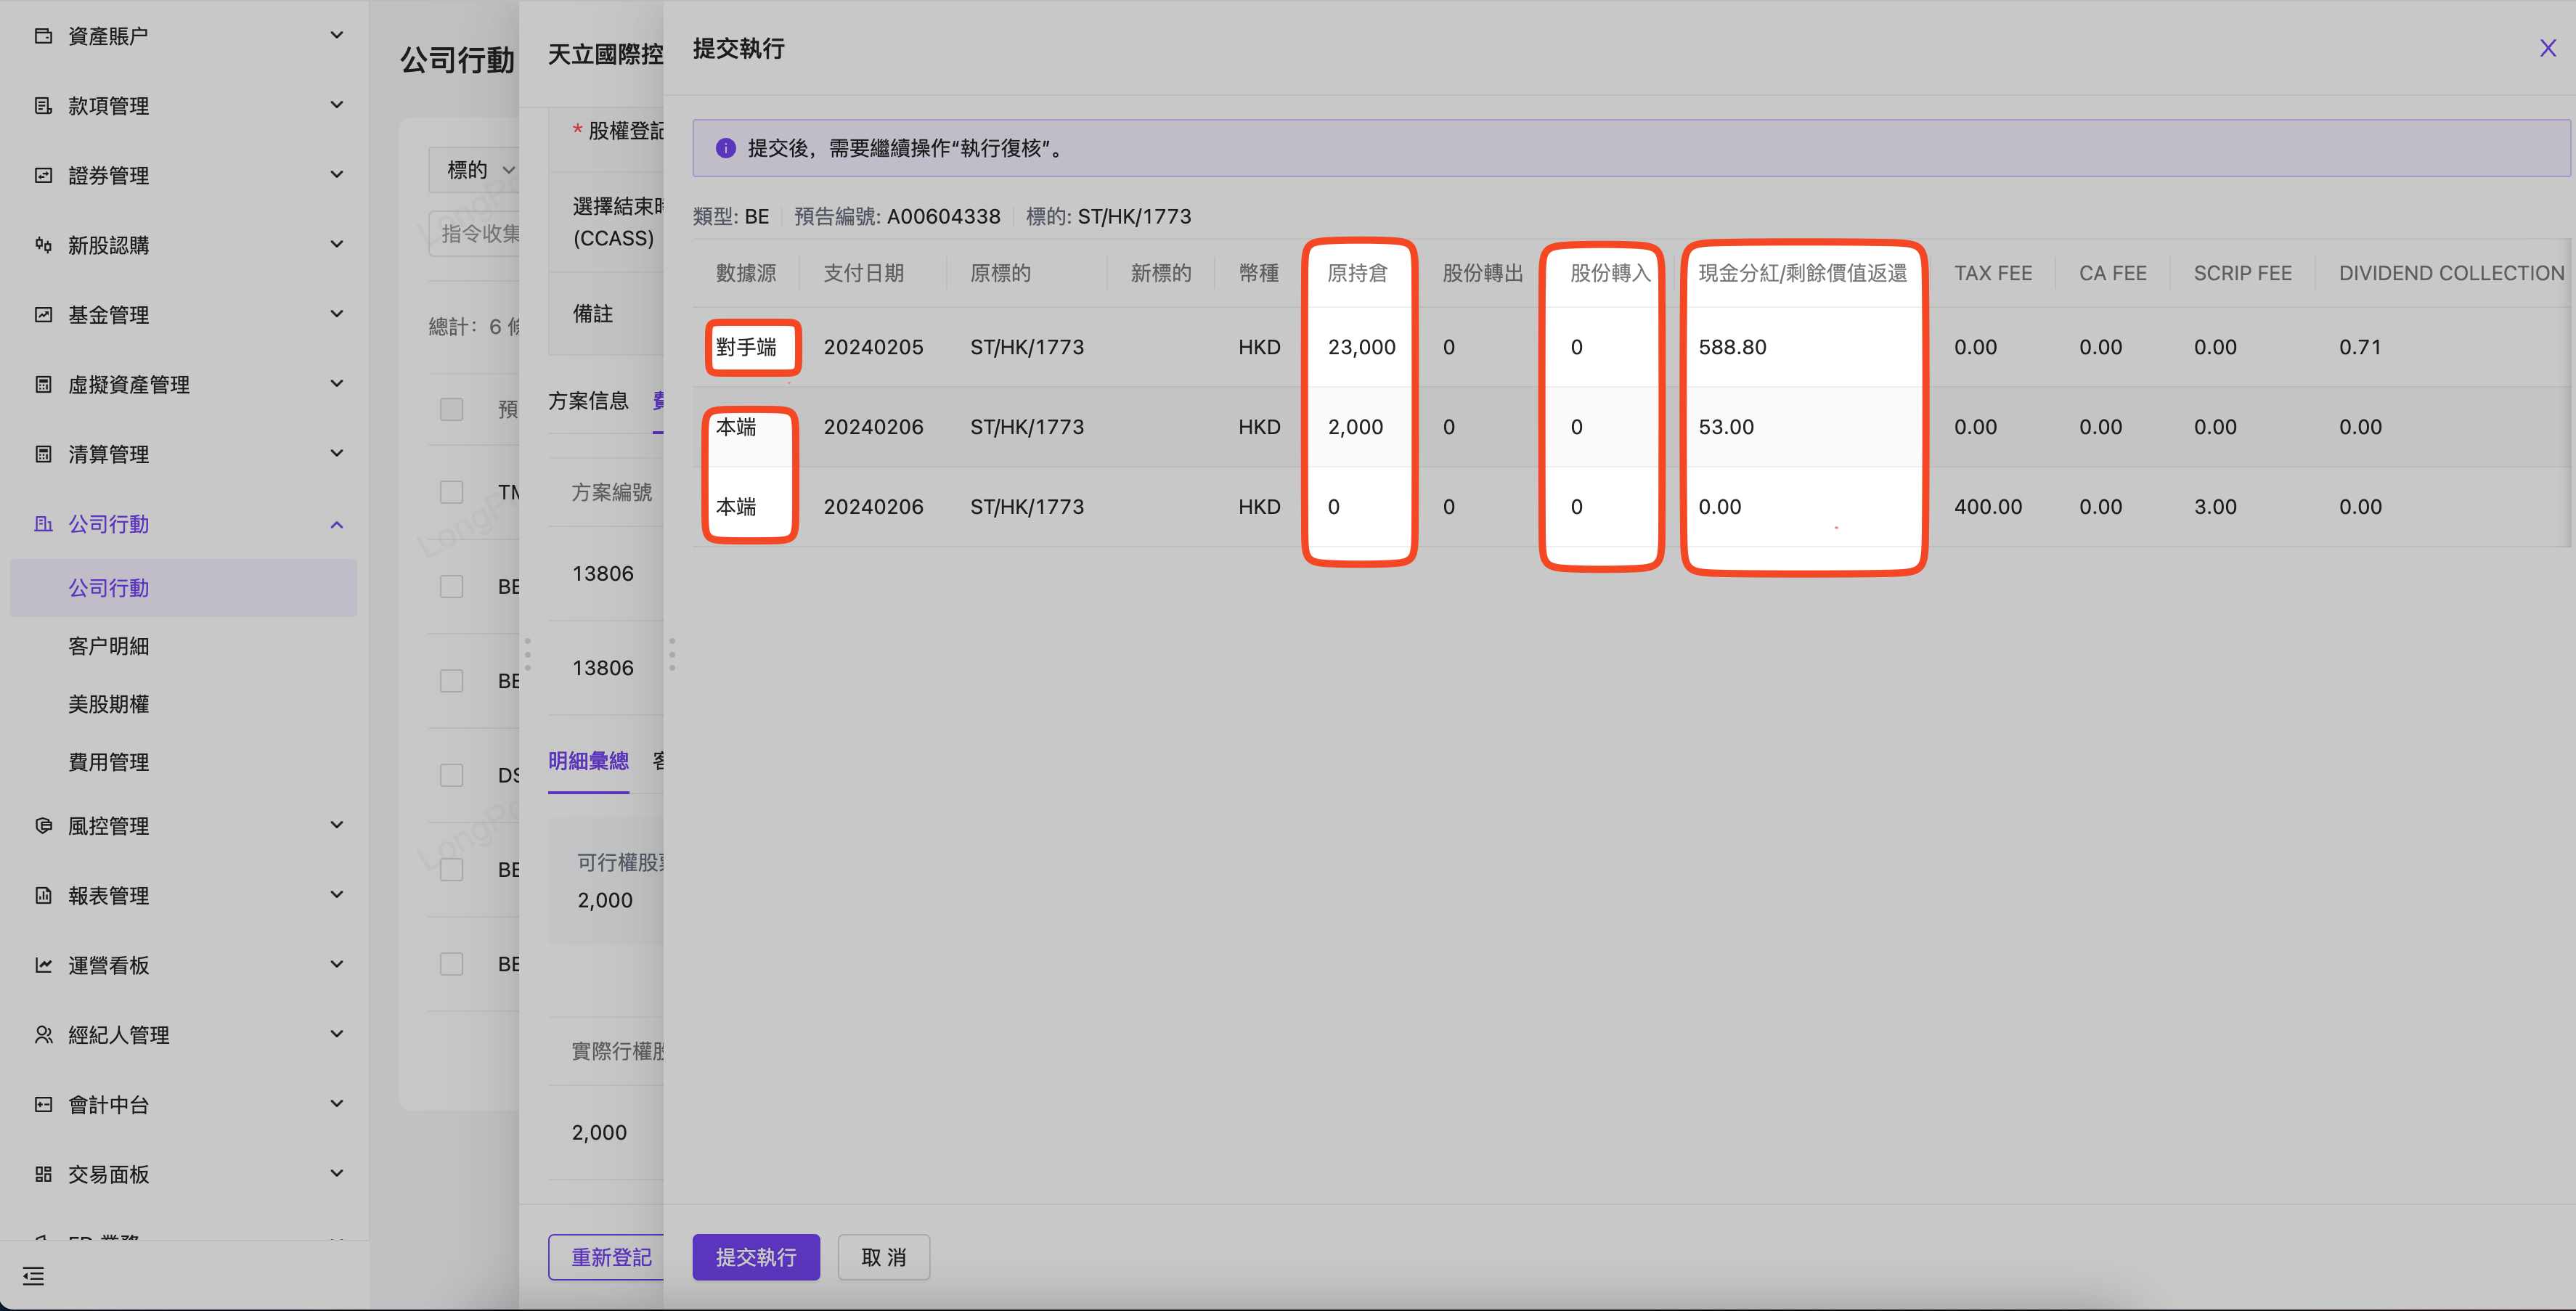 資產賬户
款項管理
證券管理
新股認購
基金管理
虛擬資產管理
清算管理
公司行動
公司行動
客户明細
美股期權
費用管理
風控管理
報表管理
運營看板
經紀人管理
會計中台
交易面板
公司行動
標的
指令收集
總計：6
預
TM
BE
BE
DS
BE
BE
LongPo
LongPo
LongPo
天立國際控
* 股權登記
選擇結束時
(CCASS)
備註
方案信息
方案編號
13806
13806
明細彙總
可行權股票
2,000
實際行權股
2,000
重新登記
提交執行
提交後，需要繼續操作“執行復核”。
類型: BE 預告編號: A00604338 標的: ST/HK/1773
數據源 支付日期 原標的 新標的 幣種 原持倉 股份轉出 股份轉入 現金分紅/剩餘價值返還 TAX FEE CA FEE SCRIP FEE DIVIDEND COLLECTION
對手端 20240205 ST/HK/1773 HKD 23,000 0 0 588.80 0.00 0.00 0.00 0.71
本端 20240206 ST/HK/1773 HKD 2,000 0 0 53.00 0.00 0.00 0.00 0.00
本端 20240206 ST/HK/1773 HKD 0 0 0 0.00 400.00 0.00 3.00 0.00
提交執行
取 消